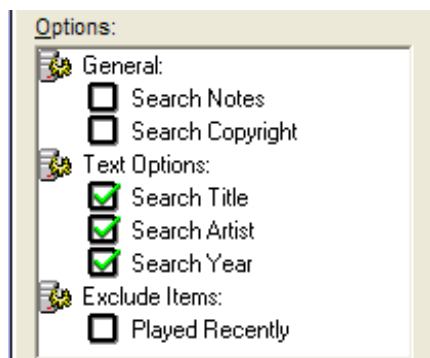 Options:
General:
Search Notes
Search Copyright
Text Options:
Search Title
Search Artist
Search Year
Exclude Items:
Played Recently